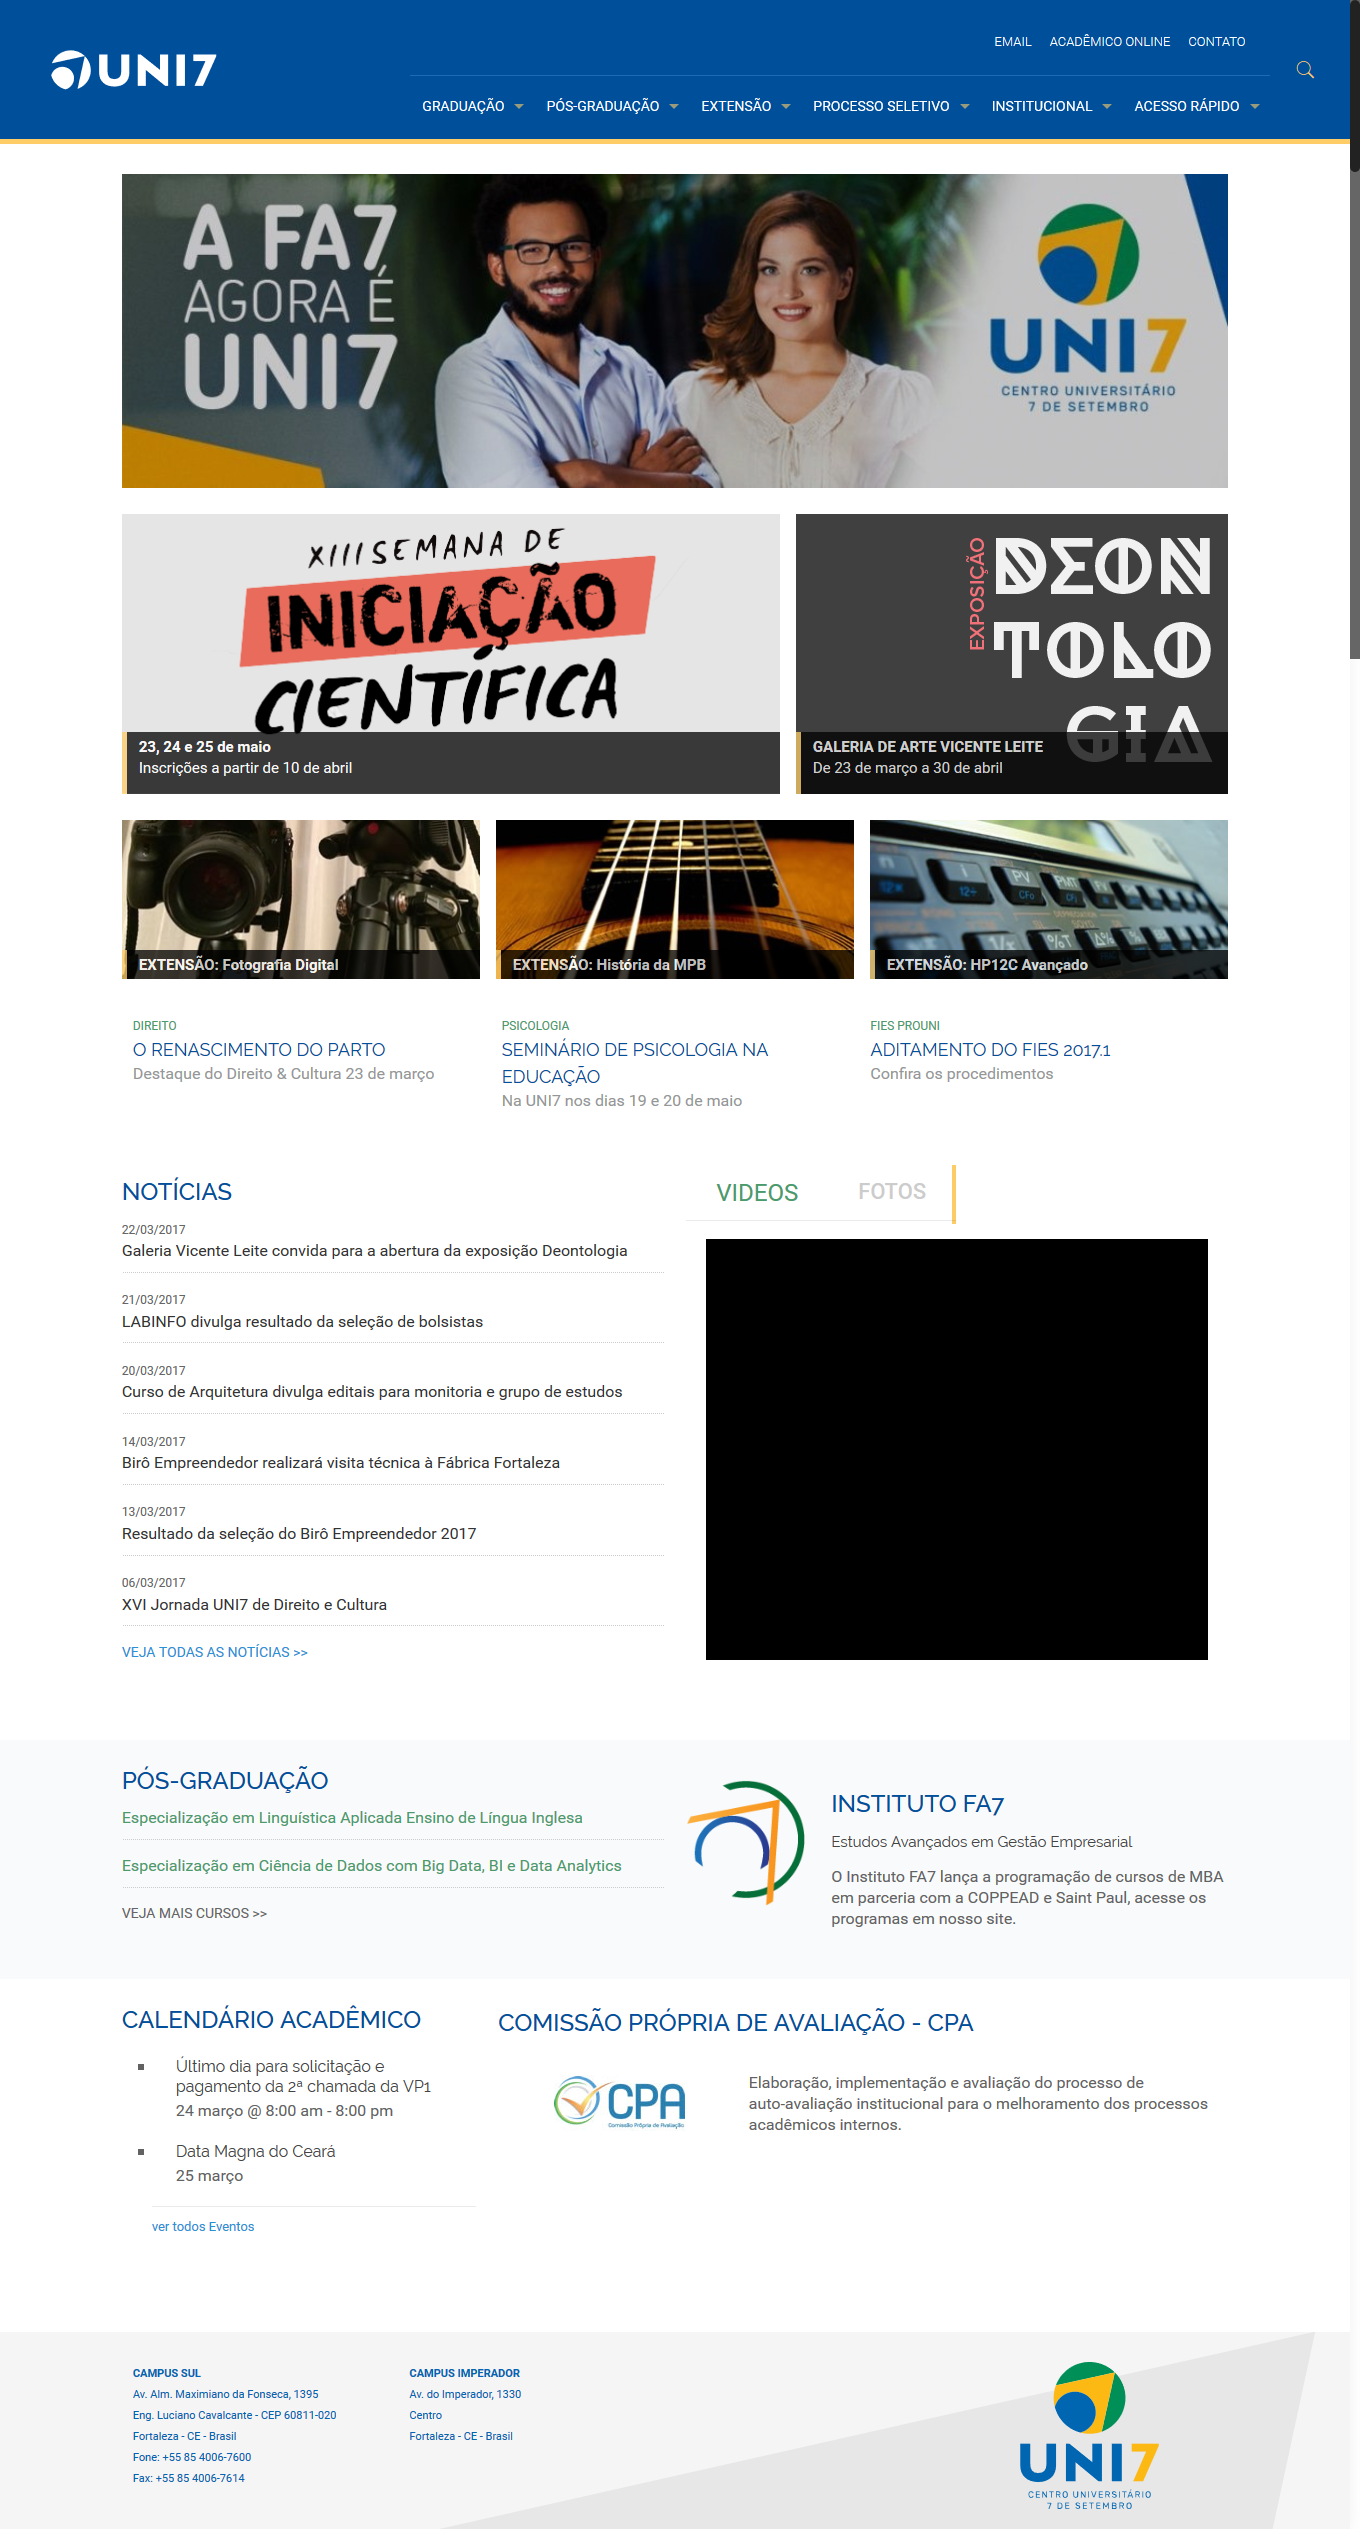 EMAIL ACADÊMICO ONLINE CONTATO
UNI7
GRADUAÇÃO PÓS-GRADUAÇÃO EXTENSÃO PROCESSO SELETIVO INSTITUCIONAL ACESSO RÁPIDO
A FA7
AGORA É
UNI7
UNI7
CENTRO UNIVERSITÁRIO
7 DE SETEMBRO
XIII SEMANA DE
INICIAÇÃO
CIENTÍFICA
23, 24 e 25 de maio
Inscrições a partir de 10 de abril
EXPOSIÇÃO
DEON
TOLO
GIA
GALERIA DE ARTE VICENTE LEITE
De 23 de março a 30 de abril
EXTENSÃO: Fotografia Digital
EXTENSÃO: História da MPB
12× 12÷ PV PMT CFo CFj
%T Δ%
EXTENSÃO: HP12C Avançado
DIREITO
O RENASCIMENTO DO PARTO
Destaque do Direito & Cultura 23 de março
PSICOLOGIA
SEMINÁRIO DE PSICOLOGIA NA
EDUCAÇÃO
Na UNI7 nos dias 19 e 20 de maio
FIES PROUNI
ADITAMENTO DO FIES 2017.1
Confira os procedimentos
NOTÍCIAS
22/03/2017
Galeria Vicente Leite convida para a abertura da exposição Deontologia
21/03/2017
LABINFO divulga resultado da seleção de bolsistas
20/03/2017
Curso de Arquitetura divulga editais para monitoria e grupo de estudos
14/03/2017
Birô Empreendedor realizará visita técnica à Fábrica Fortaleza
13/03/2017
Resultado da seleção do Birô Empreendedor 2017
06/03/2017
XVI Jornada UNI7 de Direito e Cultura
VEJA TODAS AS NOTÍCIAS >>
VIDEOS FOTOS
PÓS-GRADUAÇÃO
Especialização em Linguística Aplicada Ensino de Língua Inglesa
Especialização em Ciência de Dados com Big Data, BI e Data Analytics
VEJA MAIS CURSOS >>
INSTITUTO FA7
Estudos Avançados em Gestão Empresarial
O Instituto FA7 lança a programação de cursos de MBA
em parceria com a COPPEAD e Saint Paul, acesse os
programas em nosso site.
CALENDÁRIO ACADÊMICO
Último dia para solicitação e
pagamento da 2ª chamada da VP1
24 março @ 8:00 am - 8:00 pm
Data Magna do Ceará
25 março
ver todos Eventos
COMISSÃO PRÓPRIA DE AVALIAÇÃO - CPA
CPA
Comissão Própria de Avaliação
Elaboração, implementação e avaliação do processo de
auto-avaliação institucional para o melhoramento dos processos
acadêmicos internos.
CAMPUS SUL
Av. Alm. Maximiano da Fonseca, 1395
Eng. Luciano Cavalcante - CEP 60811-020
Fortaleza - CE - Brasil
Fone: +55 85 4006-7600
Fax: +55 85 4006-7614
CAMPUS IMPERADOR
Av. do Imperador, 1330
Centro
Fortaleza - CE - Brasil
UNI7
CENTRO UNIVERSITÁRIO
7 DE SETEMBRO